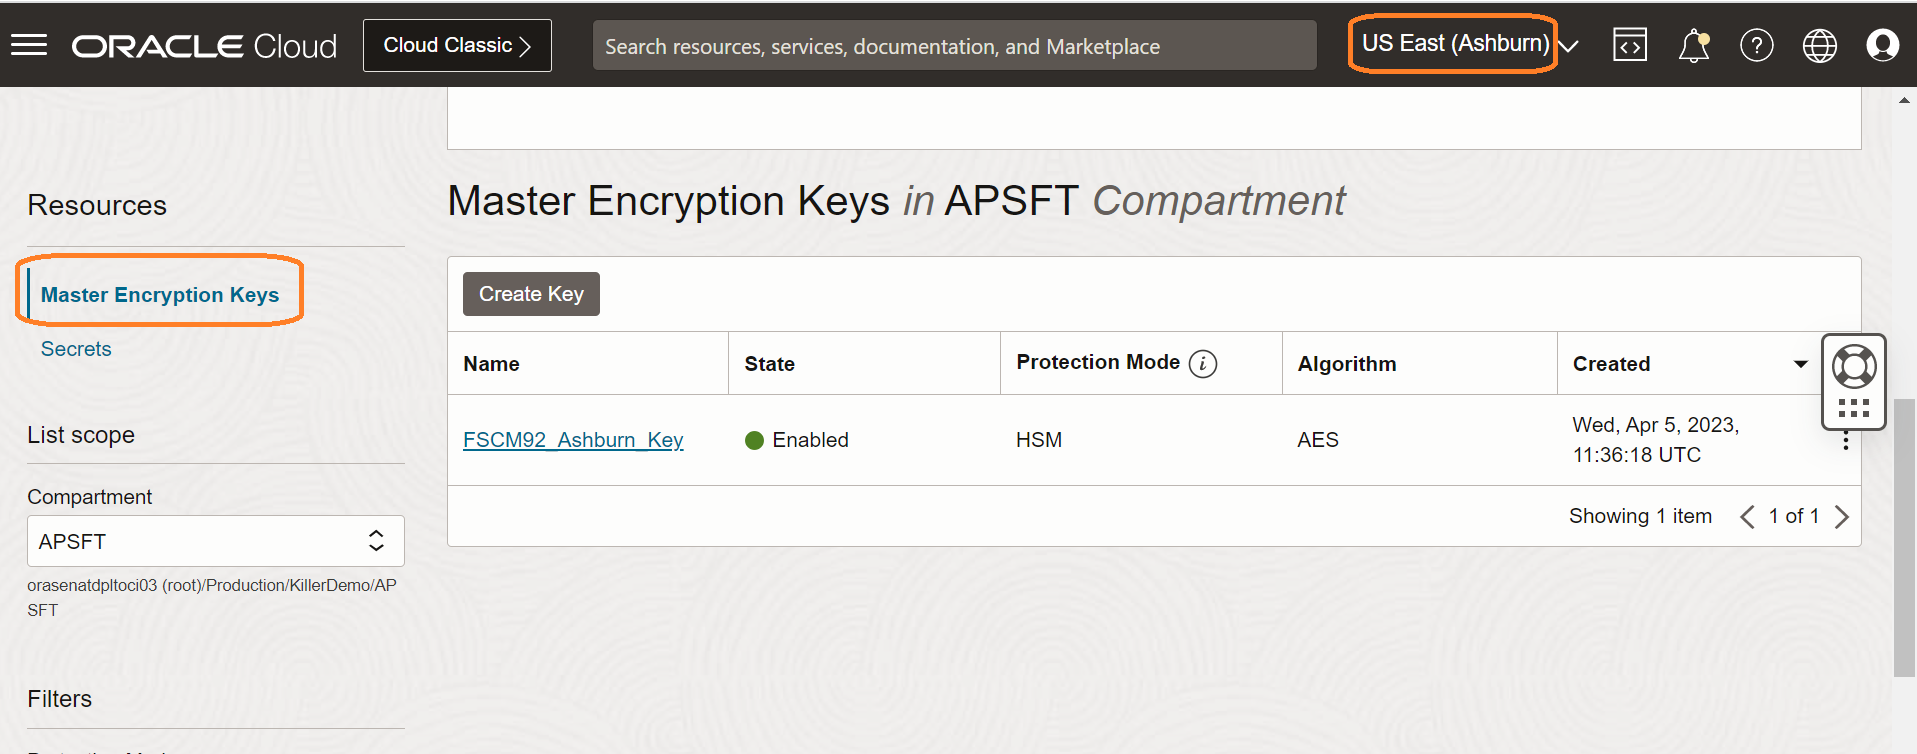 ORACLE Cloud
Cloud Classic
Search resources, services, documentation, and Marketplace
US East (Ashburn)
Resources
Master Encryption Keys
Secrets
List scope
Compartment
APSFT
orasenatdpltoci03 (root)/Production/KillerDemo/AP
SFT
Filters
Master Encryption Keys in APSFT Compartment
Create Key
Name State Protection Mode i Algorithm Created
FSCM92_Ashburn_Key Enabled HSM AES Wed, Apr 5, 2023,
11:36:18 UTC
Showing 1 item 1 of 1